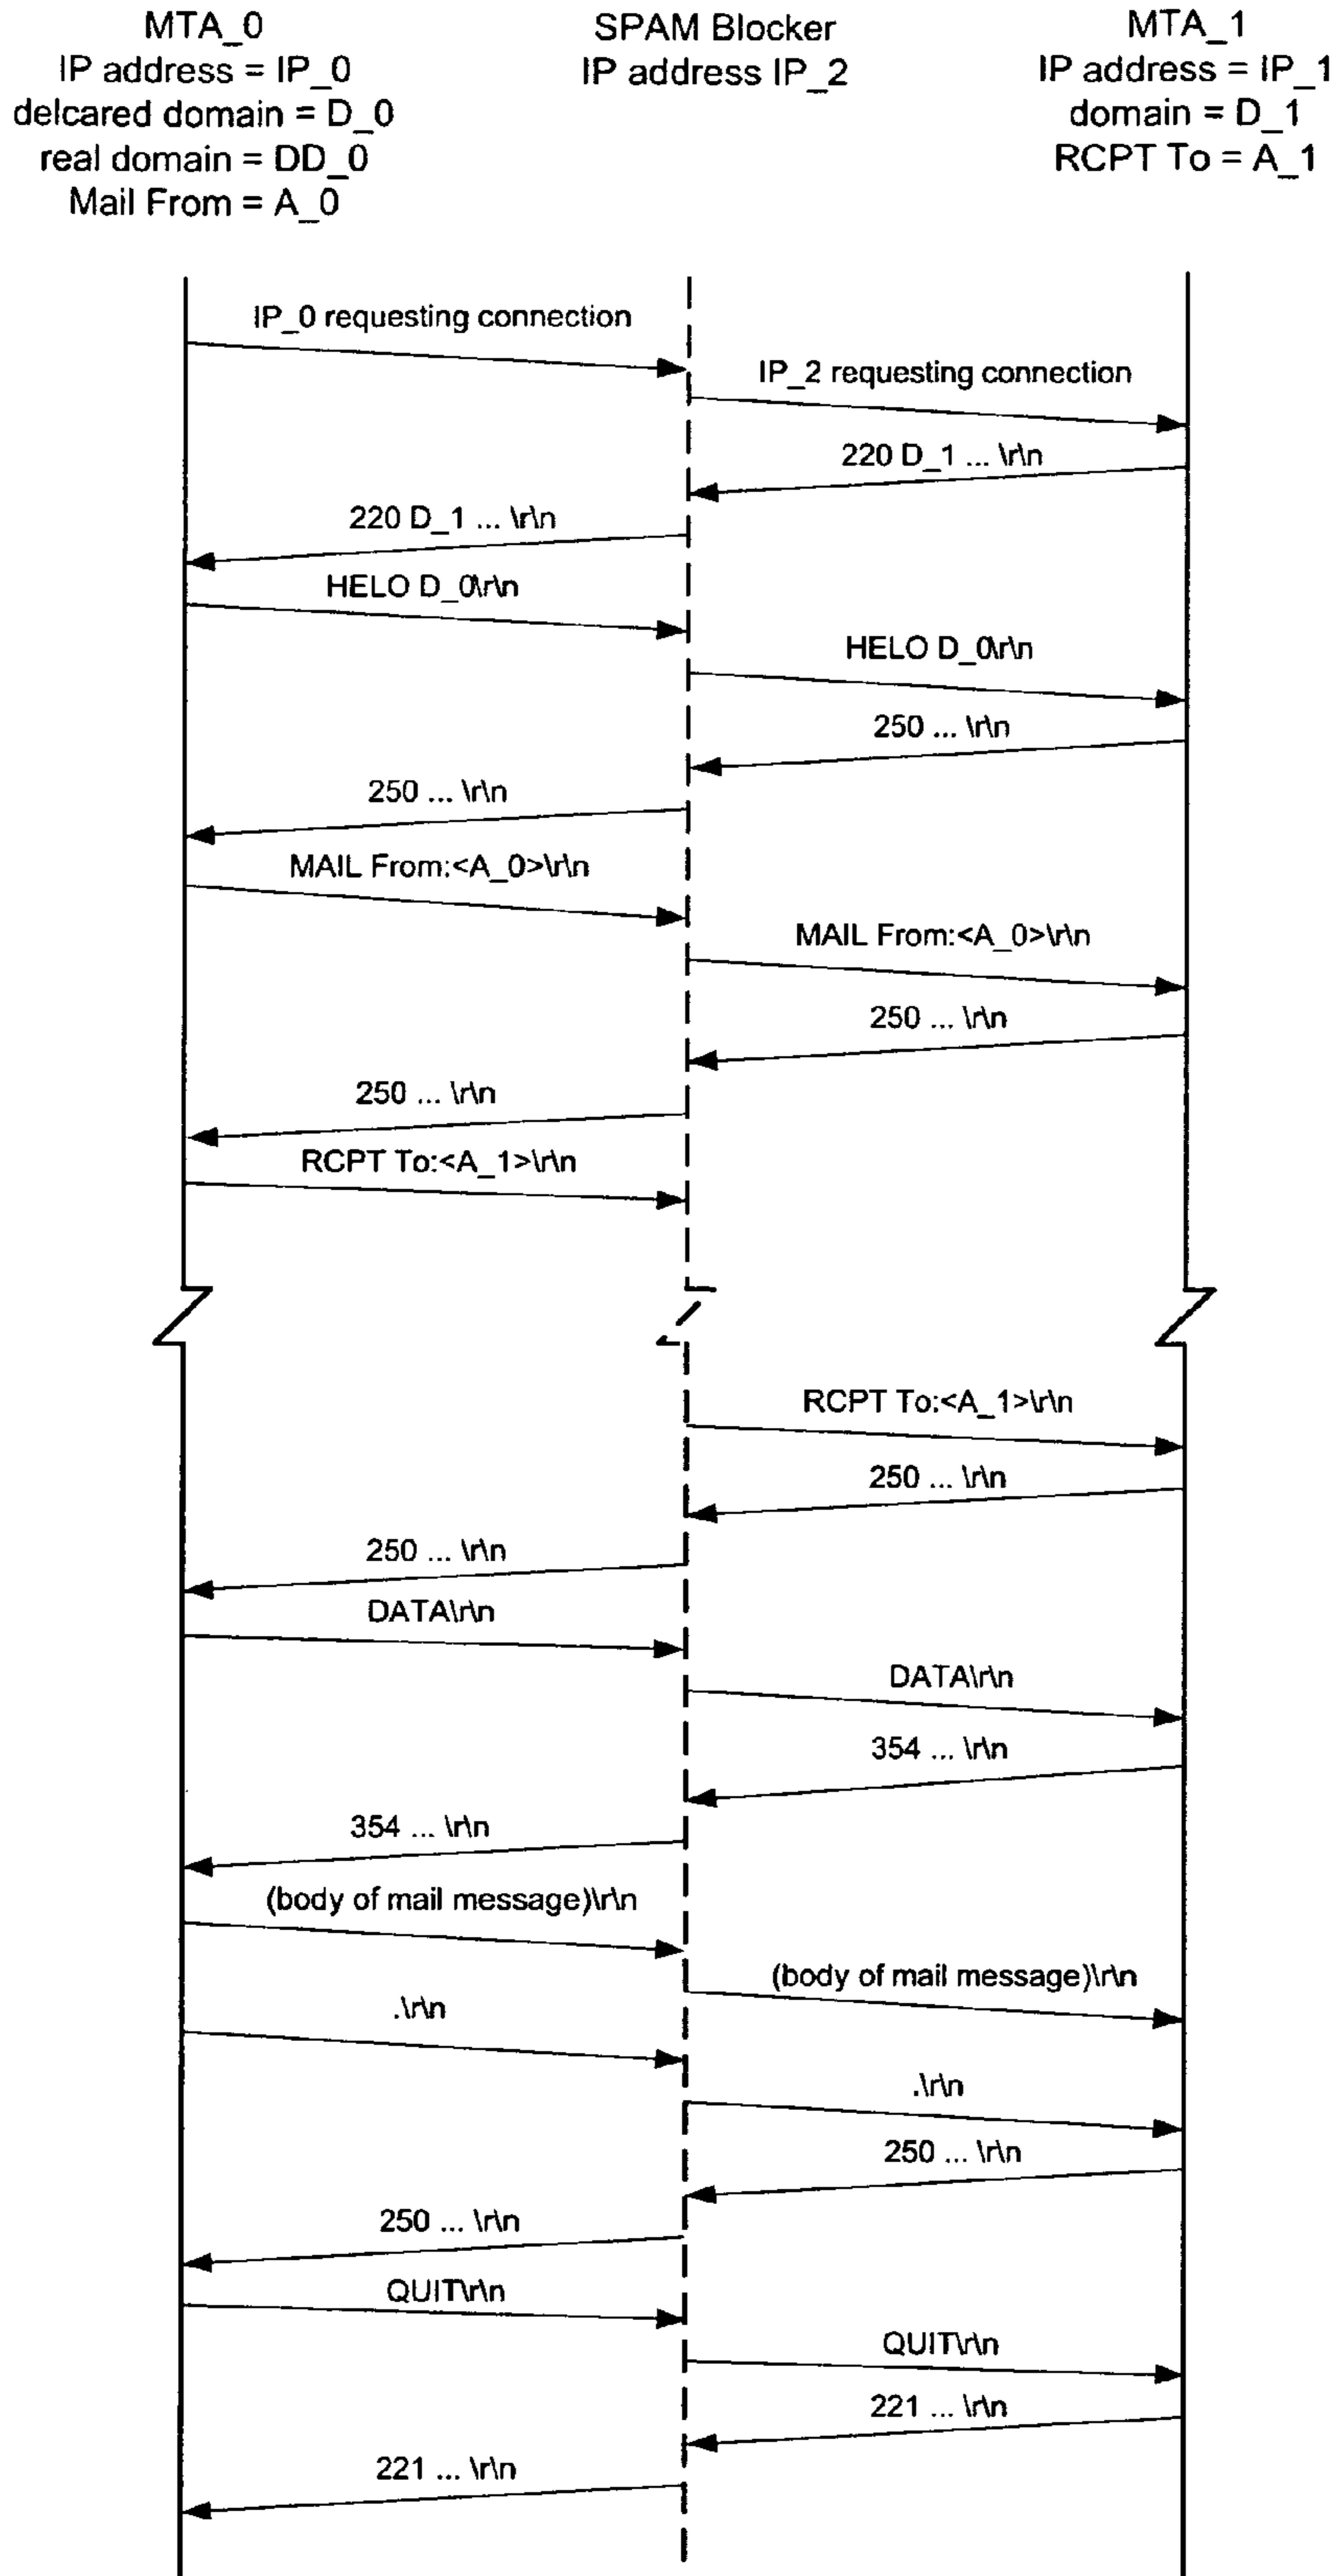 MTA_0
IP address = IP_0
delcared domain = D_0
real domain = DD_0
Mail From = A_0
SPAM Blocker
IP address IP_2
MTA_1
IP address = IP_1
domain = D_1
RCPT To = A_1
IP_0 requesting connection
IP_2 requesting connection
220 D_1 ... \r\n
220 D_1 ... \r\n
HELO D_0\r\n
HELO D_0\r\n
250 ... \r\n
250 ... \r\n
MAIL From:<A_0>\r\n
MAIL From:<A_0>\r\n
250 ... \r\n
250 ... \r\n
RCPT To:<A_1>\r\n
RCPT To:<A_1>\r\n
250 ... \r\n
250 ... \r\n
DATA\r\n
DATA\r\n
354 ... \r\n
354 ... \r\n
(body of mail message)\r\n
(body of mail message)\r\n
.\r\n
.\r\n
250 ... \r\n
250 ... \r\n
QUIT\r\n
QUIT\r\n
221 ... \r\n
221 ... \r\n